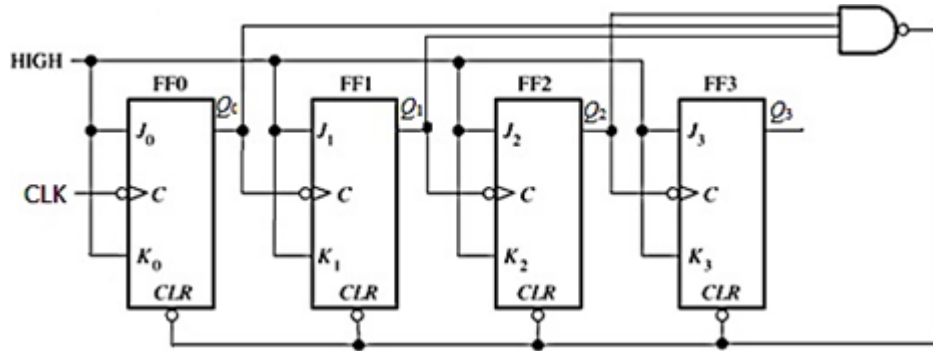 HIGH
FF0 FF1 FF2 FF3
Q₁ Q₂ Q₃
J₀ J₁ J₂ J₃
CLK C C C C
K₀ K₁ K₂ K₃
CLR CLR CLR CLR